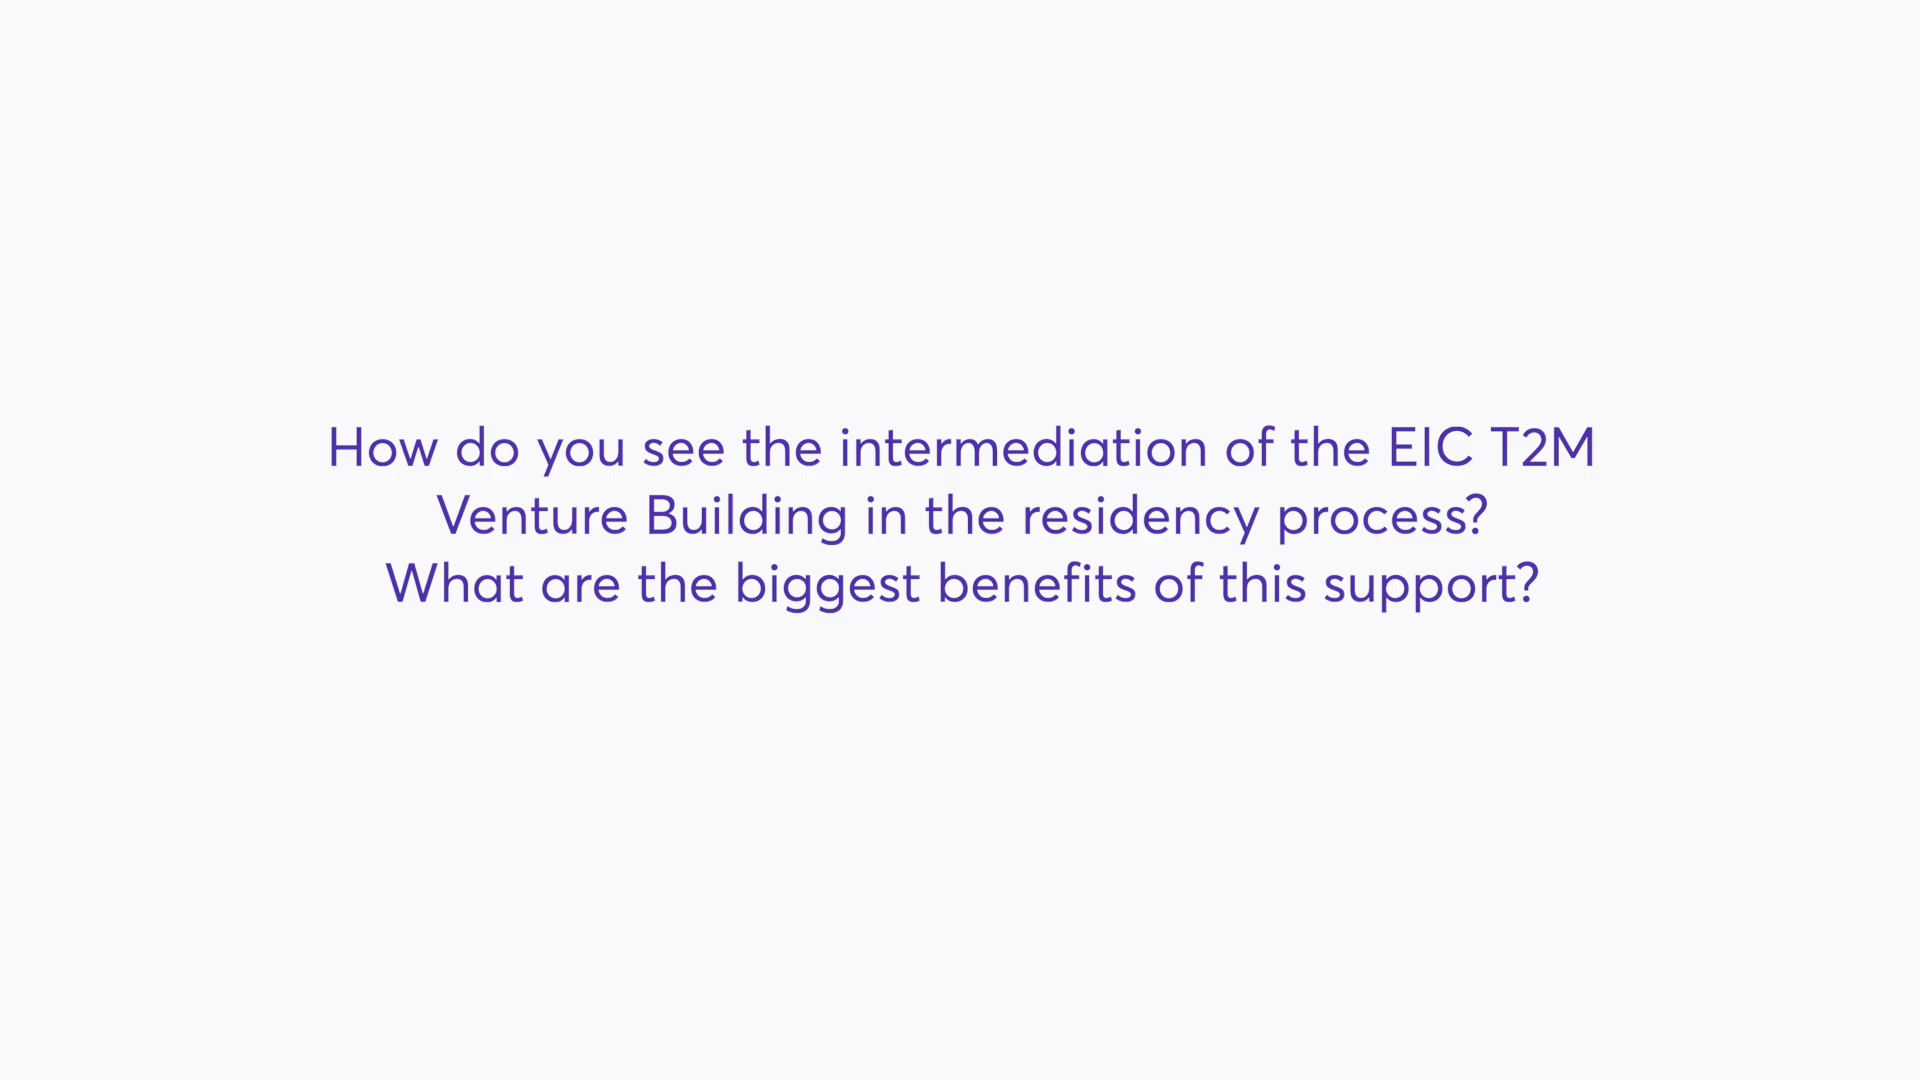 How do you see the intermediation of the EIC T2M
Venture Building in the residency process?
What are the biggest benefits of this support?